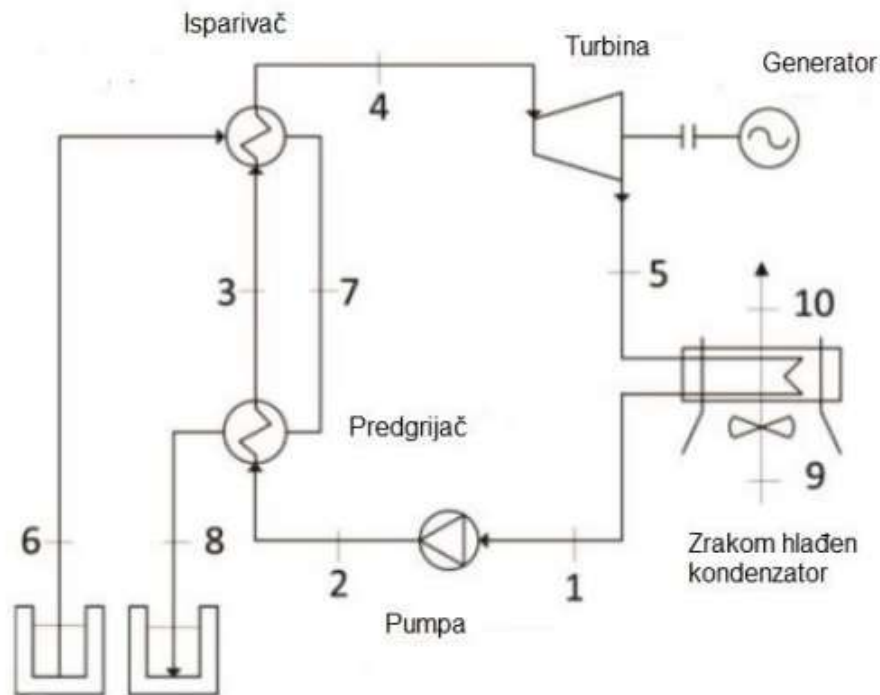 Isparivač
Turbina
Generator
4
5
10
3
7
Predgrijač
9
6
8
2
1
Zrakom hlađen
kondenzator
Pumpa